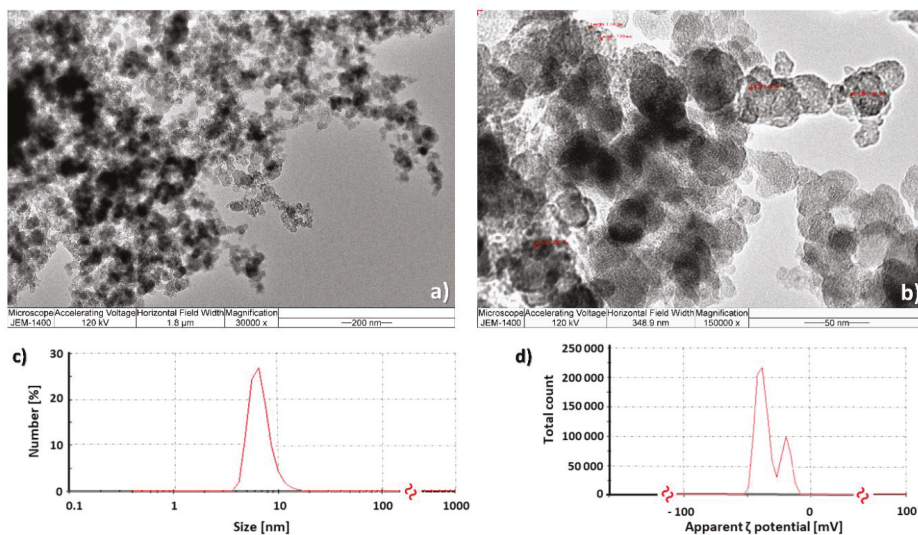 a)
Microscope Accelerating Voltage Horizontal Field Width Magnification
JEM-1400 120 kV 1.8 µm 30000 x —200 nm—
b)
Microscope Accelerating Voltage Horizontal Field Width Magnification
JEM-1400 120 kV 348.9 nm 150000 x —50 nm—
c)
Number [%]
30
20
10
0
0.1 1 10 100 1000
Size [nm]
d)
Total count
250 000
200 000
150 000
100 000
50 000
0
- 100 0 100
Apparent ζ potential [mV]